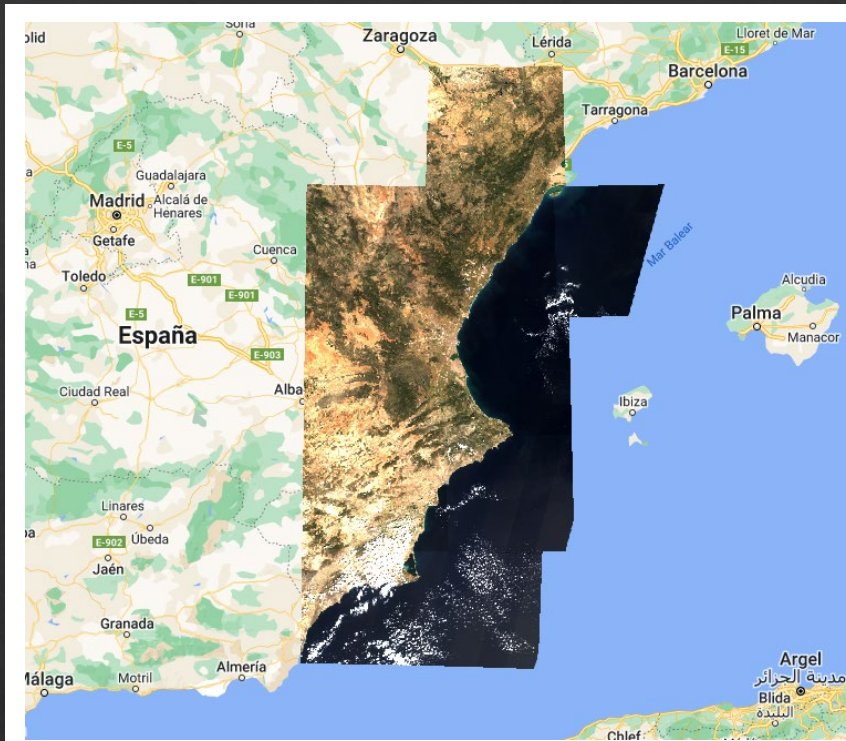 Soria
Lloret de Mar
olid
Zaragoza
Lérida
E-15
Barcelona
Tarragona
E-5
Guadalajara
Madrid
Alcalá de
Henares
Getafe
Cuenca
Mar Balear
Toledo
E-901
E-901
Alcudia
E-5
Palma
España
Manacor
E-903
Ciudad Real
Alba
Ibiza
Linares
Úbeda
E-902
Jaén
Granada
Almería
Argel
مدينة الجزائر
Málaga
Motril
Blida
البليدة
Chlef